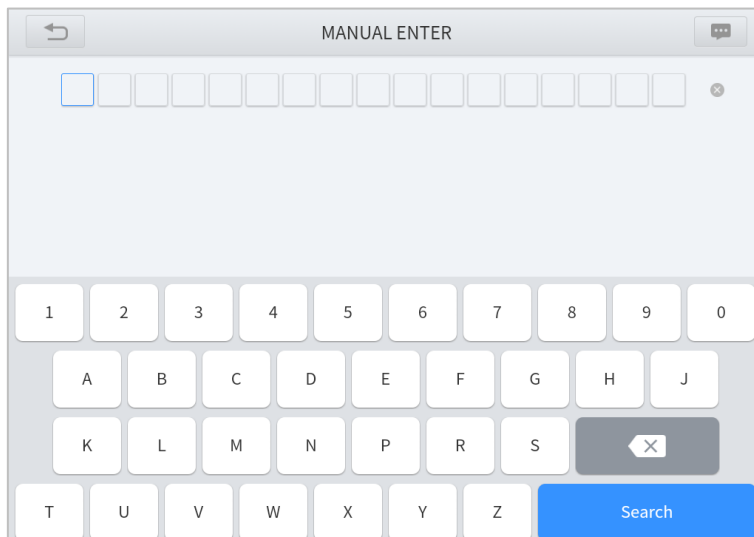 MANUAL ENTER
1 2 3 4 5 6 7 8 9 0
A B C D E F G H J
K L M N P R S
T U V W X Y Z Search